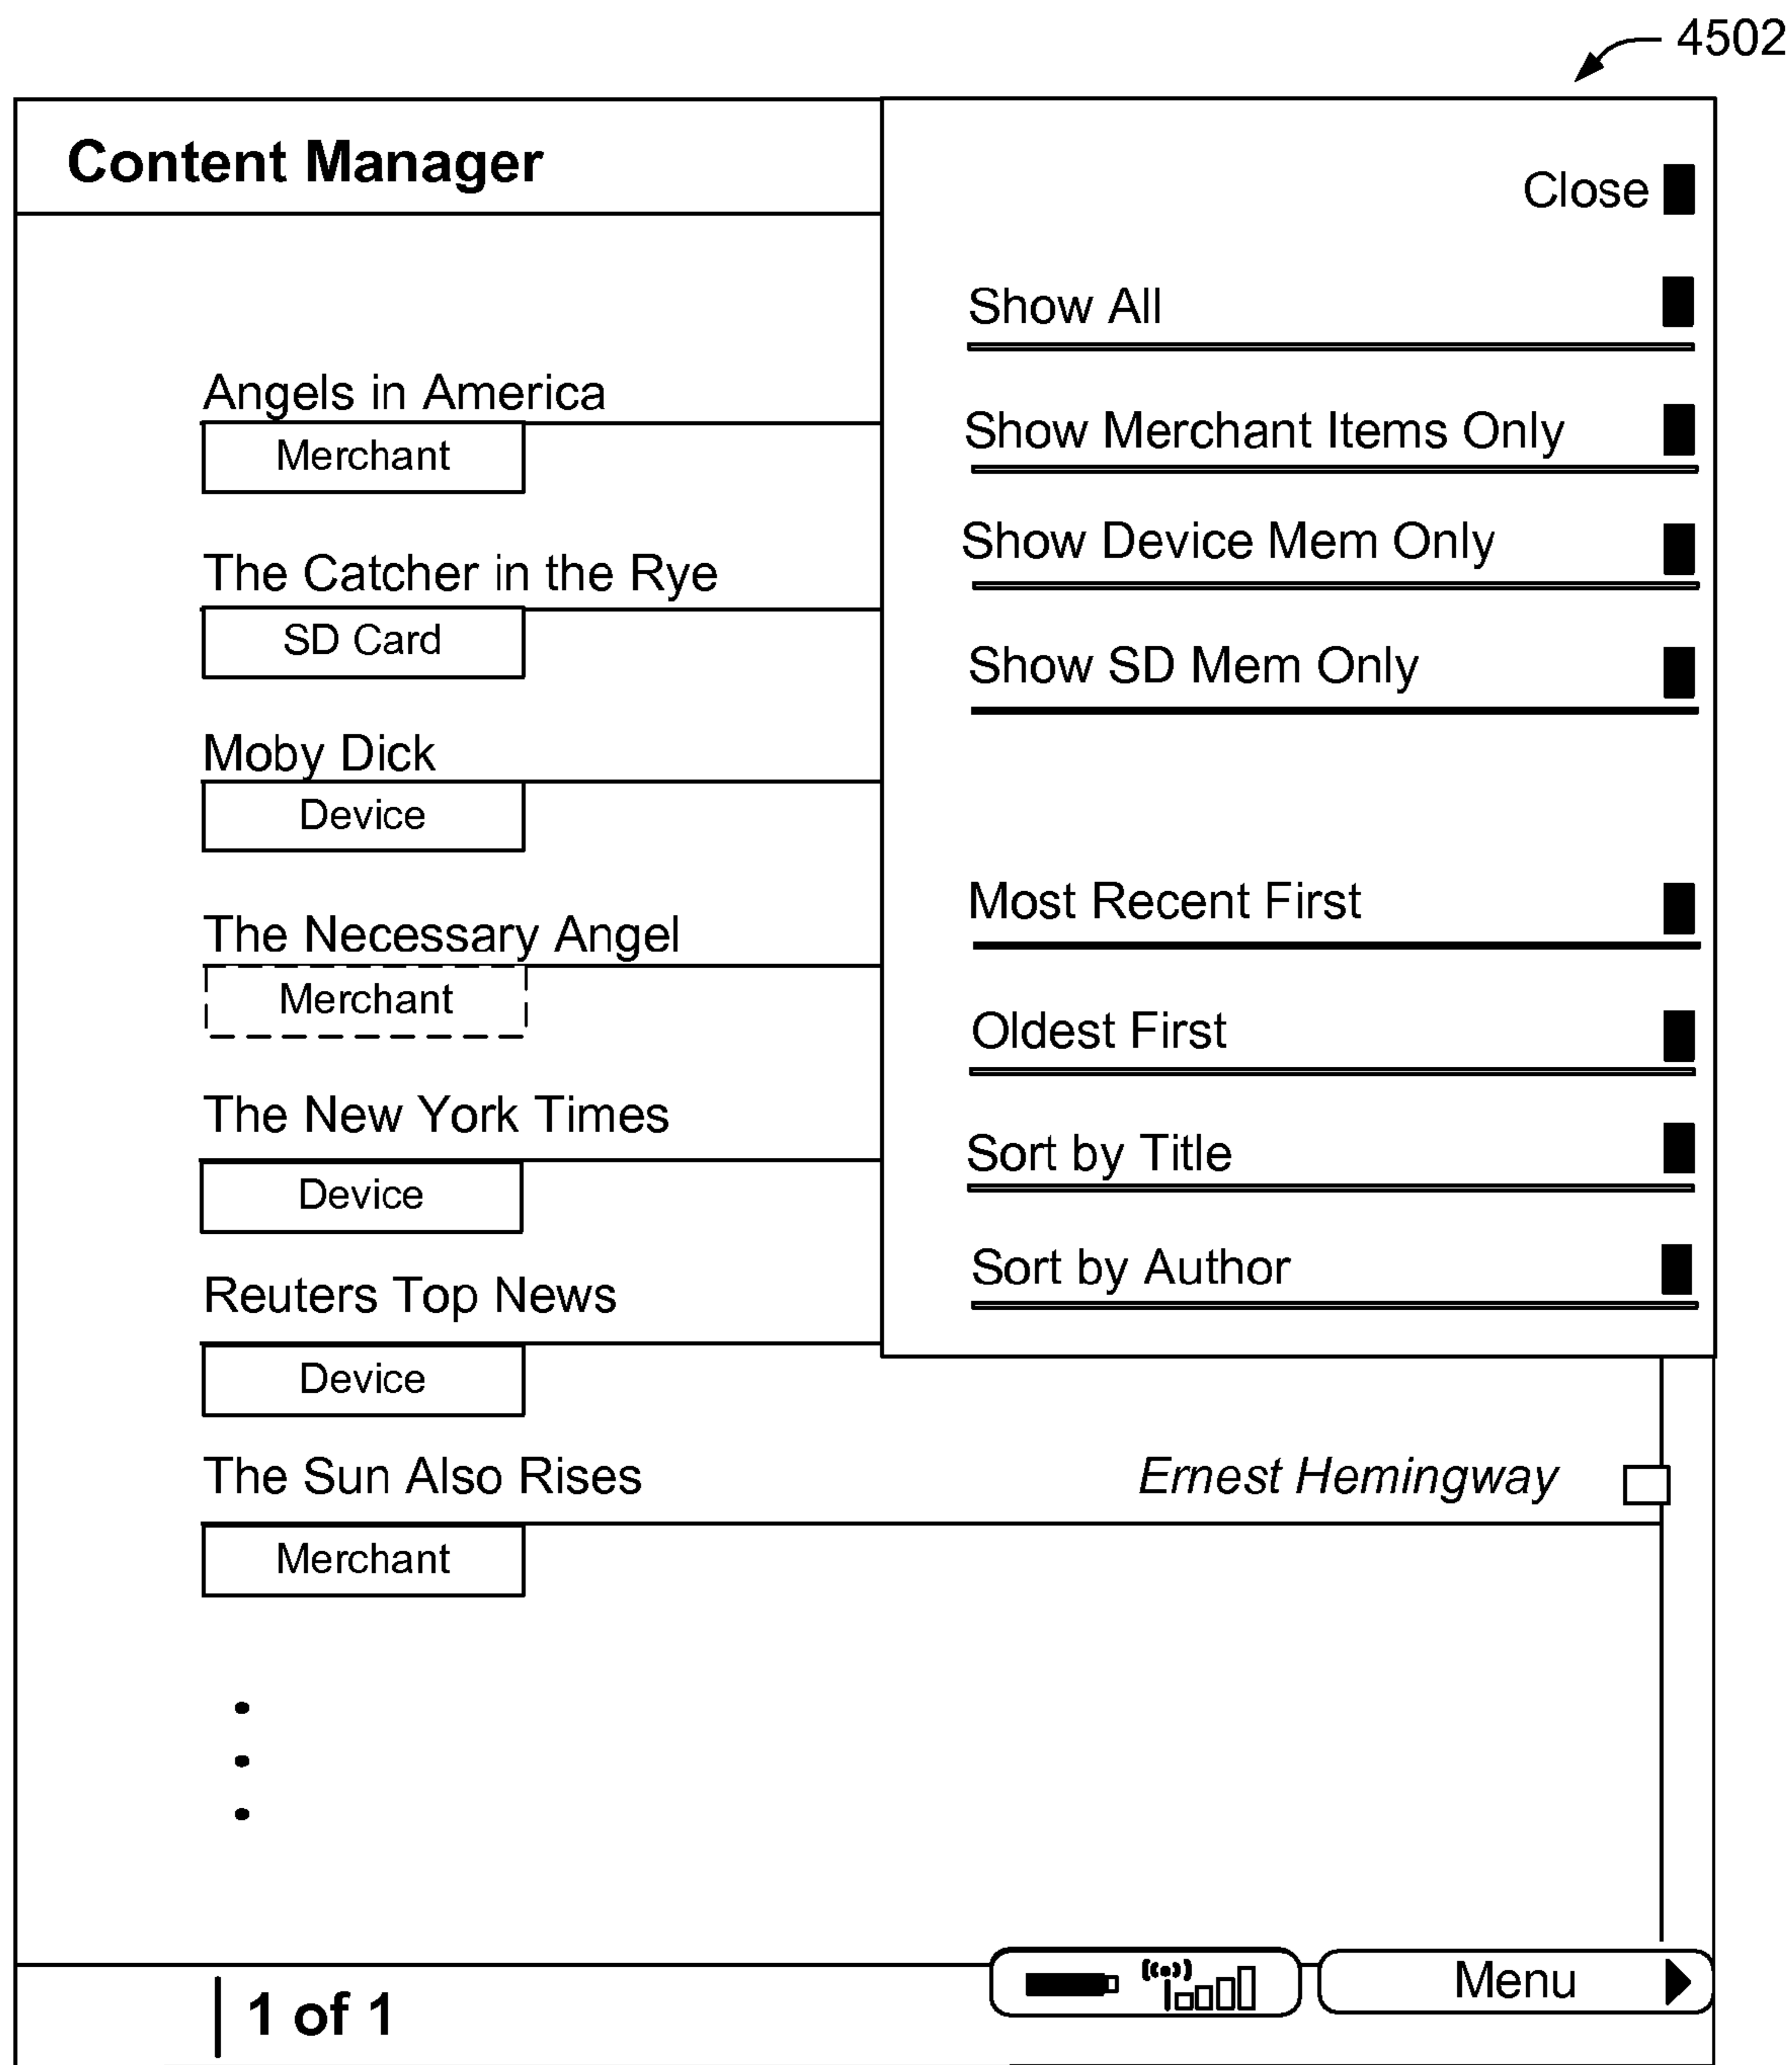 4502
Content Manager
Close
Show All
Show Merchant Items Only
Show Device Mem Only
Show SD Mem Only
Most Recent First
Oldest First
Sort by Title
Sort by Author
Angels in America
Merchant
The Catcher in the Rye
SD Card
Moby Dick
Device
The Necessary Angel
Merchant
The New York Times
Device
Reuters Top News
Device
The Sun Also Rises Ernest Hemingway
Merchant
1 of 1
Menu